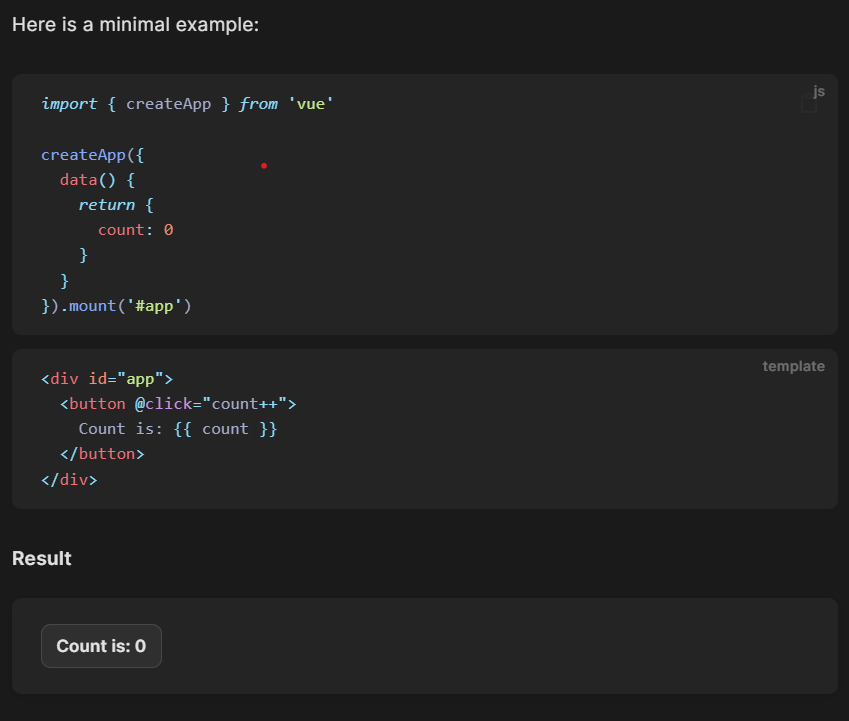 Here is a minimal example:
js
import { createApp } from 'vue'
createApp({
  data() {
    return {
      count: 0
    }
  }
}).mount('#app')
template
<div id="app">
  <button @click="count++">
    Count is: {{ count }}
  </button>
</div>
Result
Count is: 0